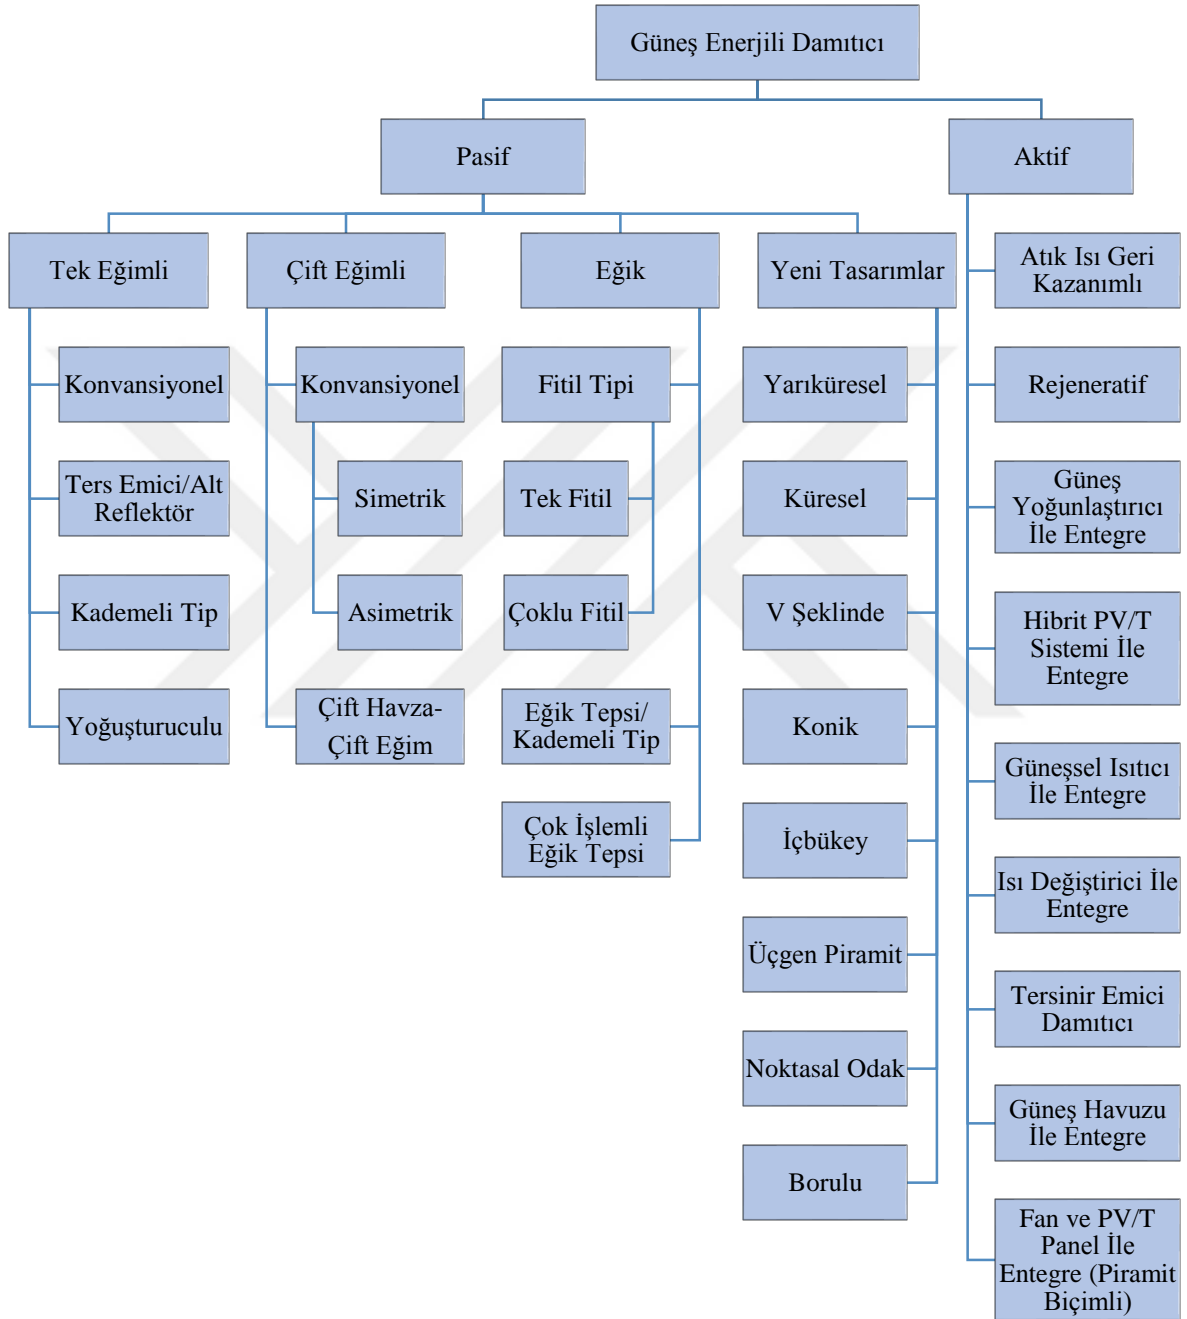 Güneş Enerjili Damıtıcı
Pasif
Aktif
Tek Eğimli
Çift Eğimli
Eğik
Yeni Tasarımlar
Konvansiyonel
Ters Emici/Alt
Reflektör
Kademeli Tip
Yoğuşturuculu
Konvansiyonel
Simetrik
Asimetrik
Çift Havza-
Çift Eğim
Fitil Tipi
Tek Fitil
Çoklu Fitil
Eğik Tepsi/
Kademeli Tip
Çok İşlemli
Eğik Tepsi
Yarıküresel
Küresel
V Şeklinde
Konik
İçbükey
Üçgen Piramit
Noktasal Odak
Borulu
Atık Isı Geri
Kazanımlı
Rejeneratif
Güneş
Yoğunlaştırıcı
İle Entegre
Hibrit PV/T
Sistemi İle
Entegre
Güneşsel Isıtıcı
İle Entegre
Isı Değiştirici İle
Entegre
Tersinir Emici
Damıtıcı
Güneş Havuzu
İle Entegre
Fan ve PV/T
Panel İle
Entegre (Piramit
Biçimli)